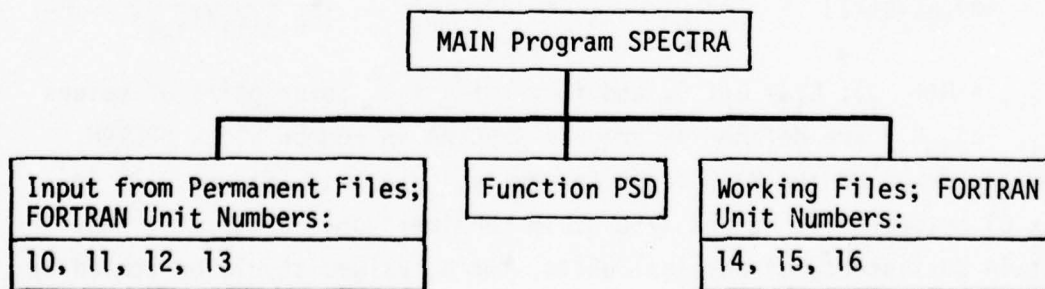 MAIN Program SPECTRA
Input from Permanent Files;
FORTRAN Unit Numbers:
10, 11, 12, 13
Function PSD
Working Files; FORTRAN
Unit Numbers:
14, 15, 16